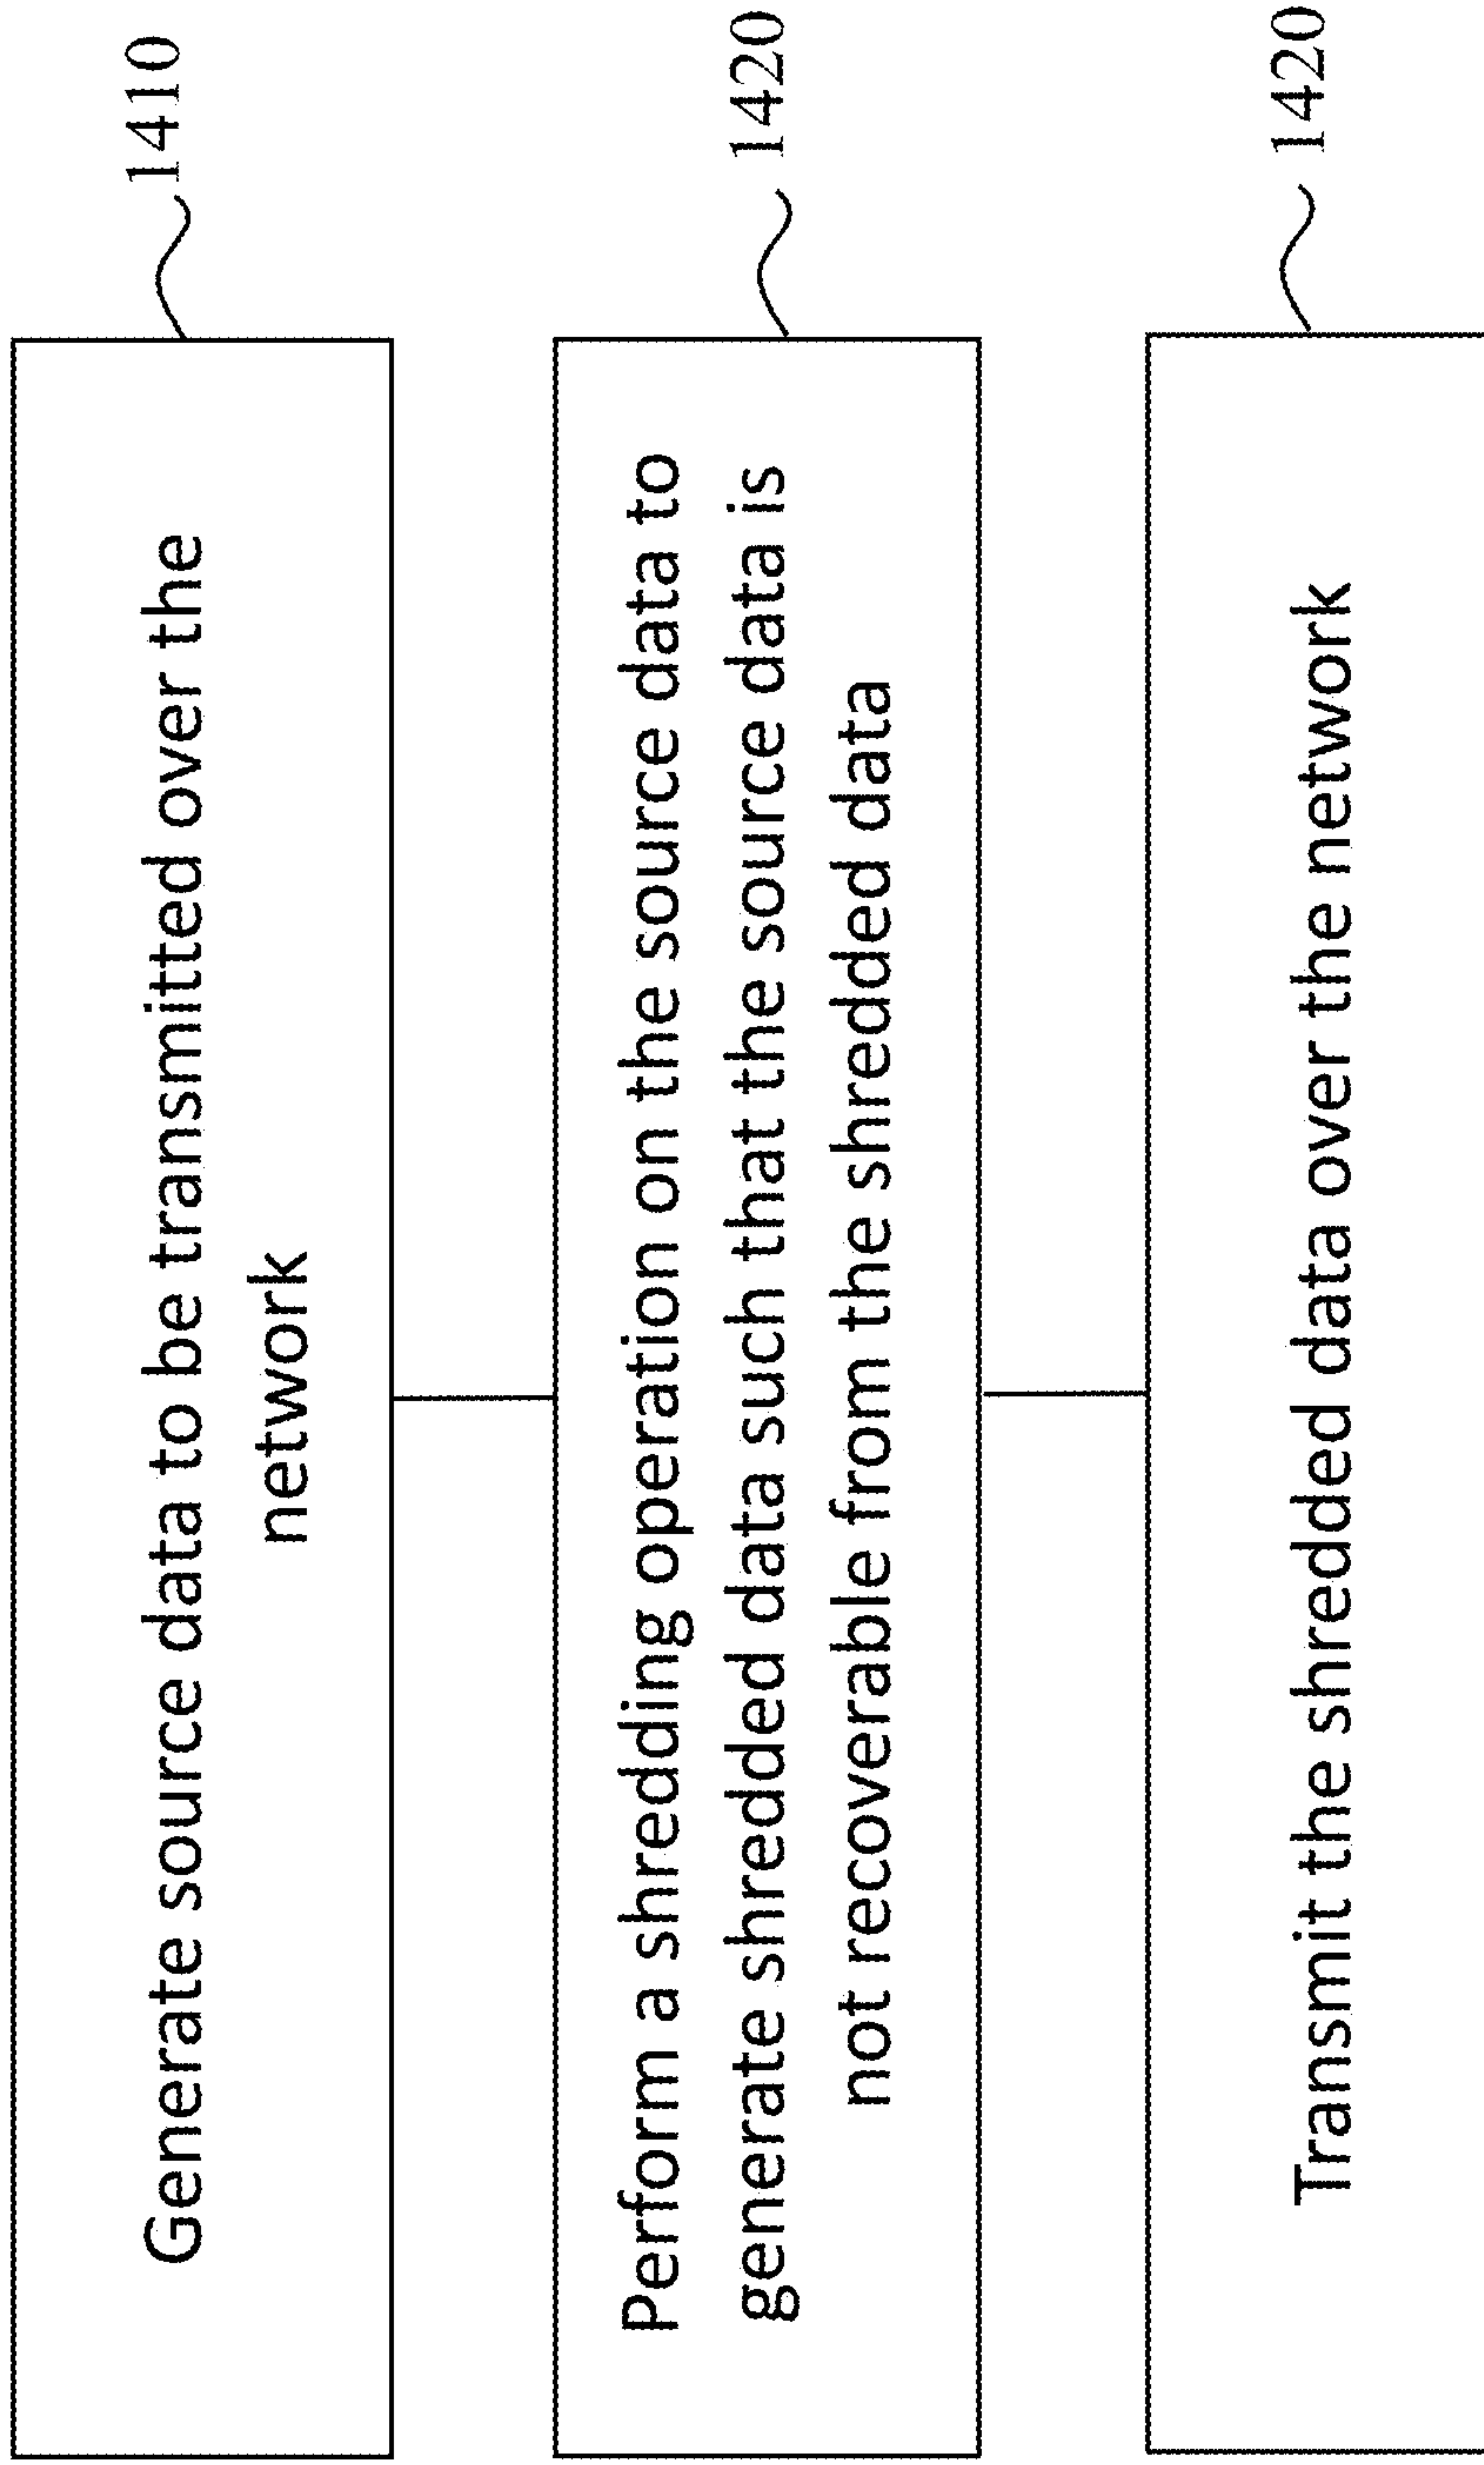 Generate source data to be transmitted over the
network
1410
Perform a shredding operation on the source data to
generate shredded data such that the source data is
not recoverable from the shredded data
1420
Transmit the shredded data over the network
1420